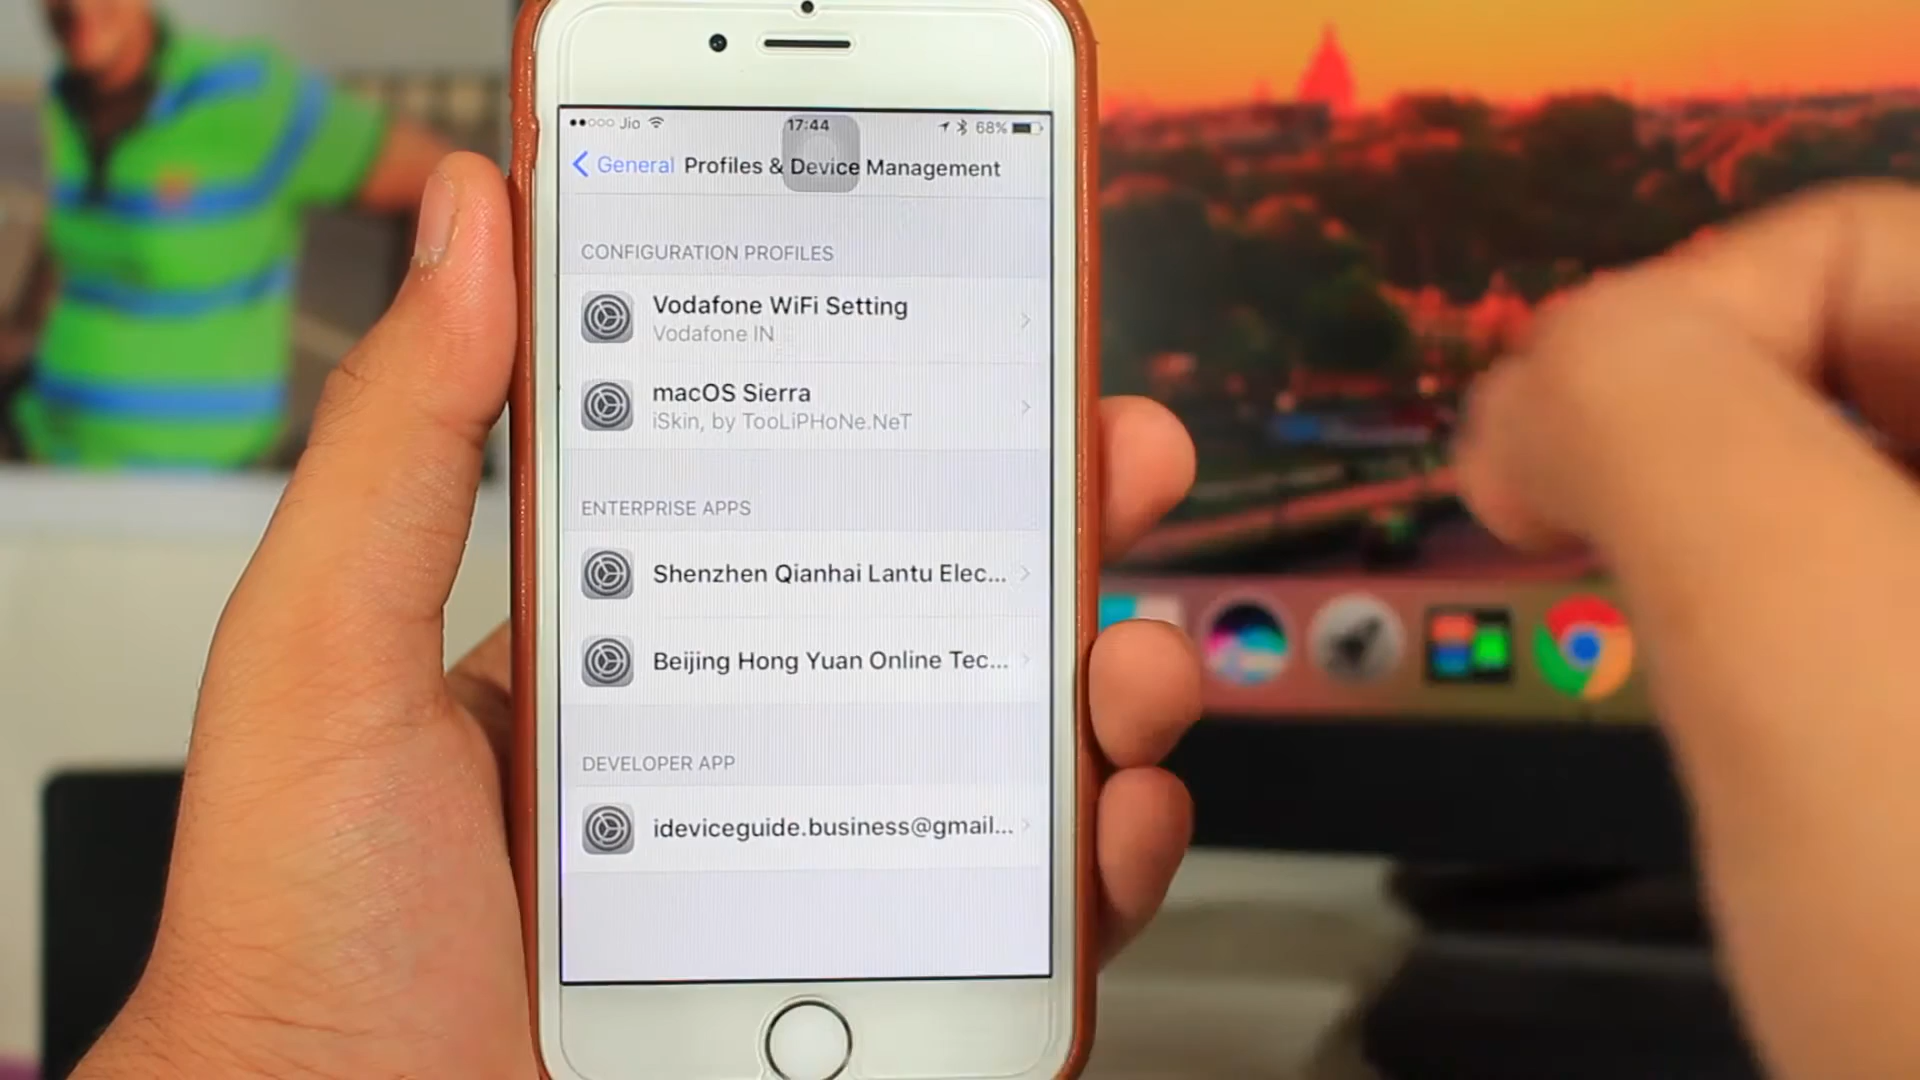 Jio 17:44 68%
General Profiles & Device Management
CONFIGURATION PROFILES
Vodafone WiFi Setting
Vodafone IN
macOS Sierra
iSkin, by TooLiPHoNe.NeT
ENTERPRISE APPS
Shenzhen Qianhai Lantu Elec...
Beijing Hong Yuan Online Tec...
DEVELOPER APP
ideviceguide.business@gmail...